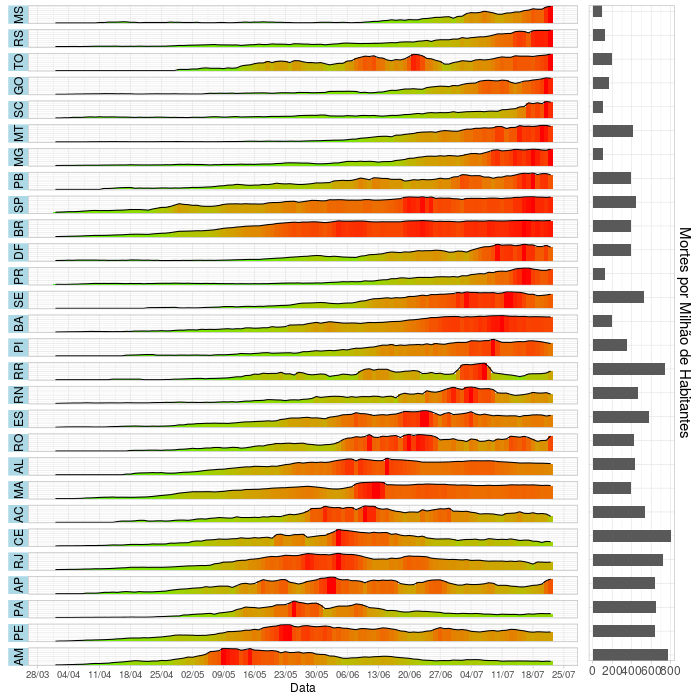 MS
RS
TO
GO
SC
MT
MG
PB
SP
BR
DF
PR
SE
BA
PI
RR
RN
ES
RO
AL
MA
AC
CE
RJ
AP
PA
PE
AM
28/03 04/04 11/04 18/04 25/04 02/05 09/05 16/05 23/05 30/05 06/06 13/06 20/06 27/06 04/07 11/07 18/07 25/07
Data
0 200 400 600 800
Mortes por Milhão de Habitantes